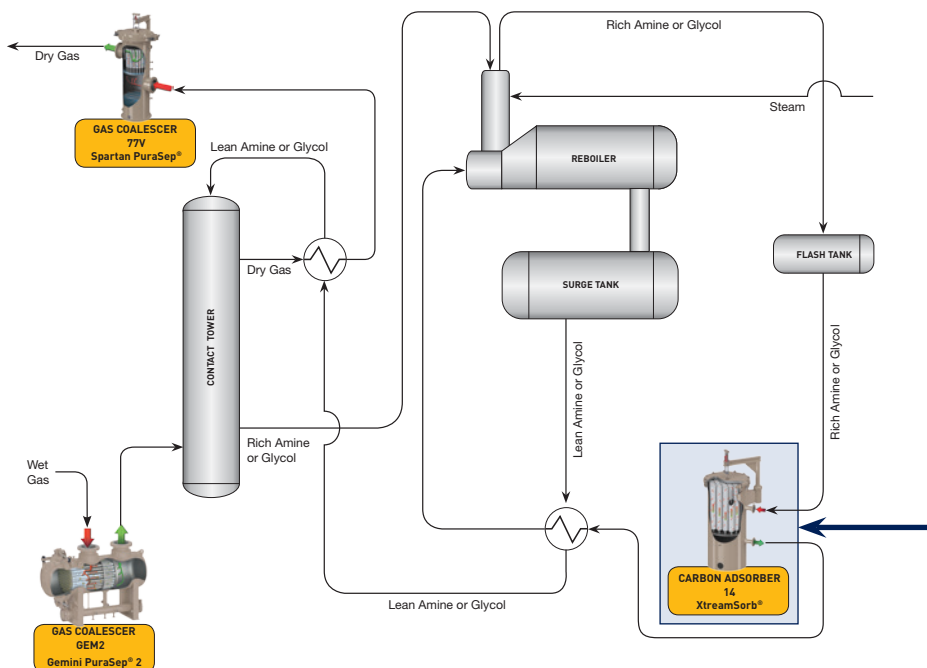 Rich Amine or Glycol
Dry Gas
Steam
GAS COALESCER
77V
Spartan PuraSep®
Lean Amine or Glycol
REBOILER
Dry Gas
FLASH TANK
SURGE TANK
CONTACT TOWER
Lean Amine or Glycol
Rich Amine or Glycol
Rich Amine
or Glycol
Wet
Gas
CARBON ADSORBER
14
XtreamSorb®
Lean Amine or Glycol
GAS COALESCER
GEM2
Gemini PuraSep® 2